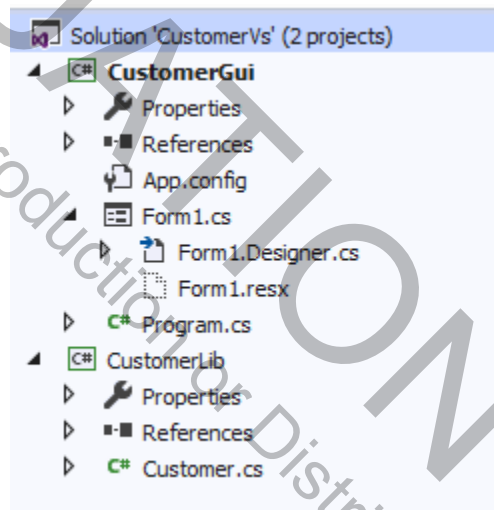 Solution 'CustomerVs' (2 projects)
C# CustomerGui
Properties
References
App.config
Form1.cs
Form1.Designer.cs
Form1.resx
C# Program.cs
C# CustomerLib
Properties
References
C# Customer.cs